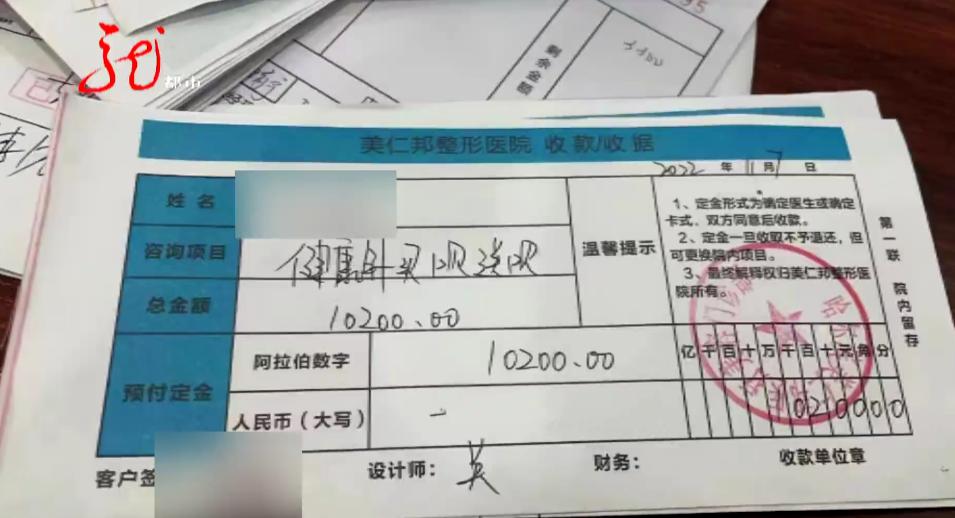 龙
都市
剩余金额
美仁邦整形医院 收款/收据
2022 年 11 月 7 日
姓 名
咨询项目
总金额
10200.00
温馨提示
1、定金形式为确定医生或确定
卡式，双方同意后收款。
2、定金一旦收取不予退还，但
可更换院内项目。
3、最终解释权归美仁邦整形医
院所有。
第一联 院内留存
预付定金
阿拉伯数字
10200.00
亿 千 百 十 万 千 百 十 元 角 分
人民币（大写）
1 0 2 0 0 0 0
客户签
设计师：
财务：
收款单位章